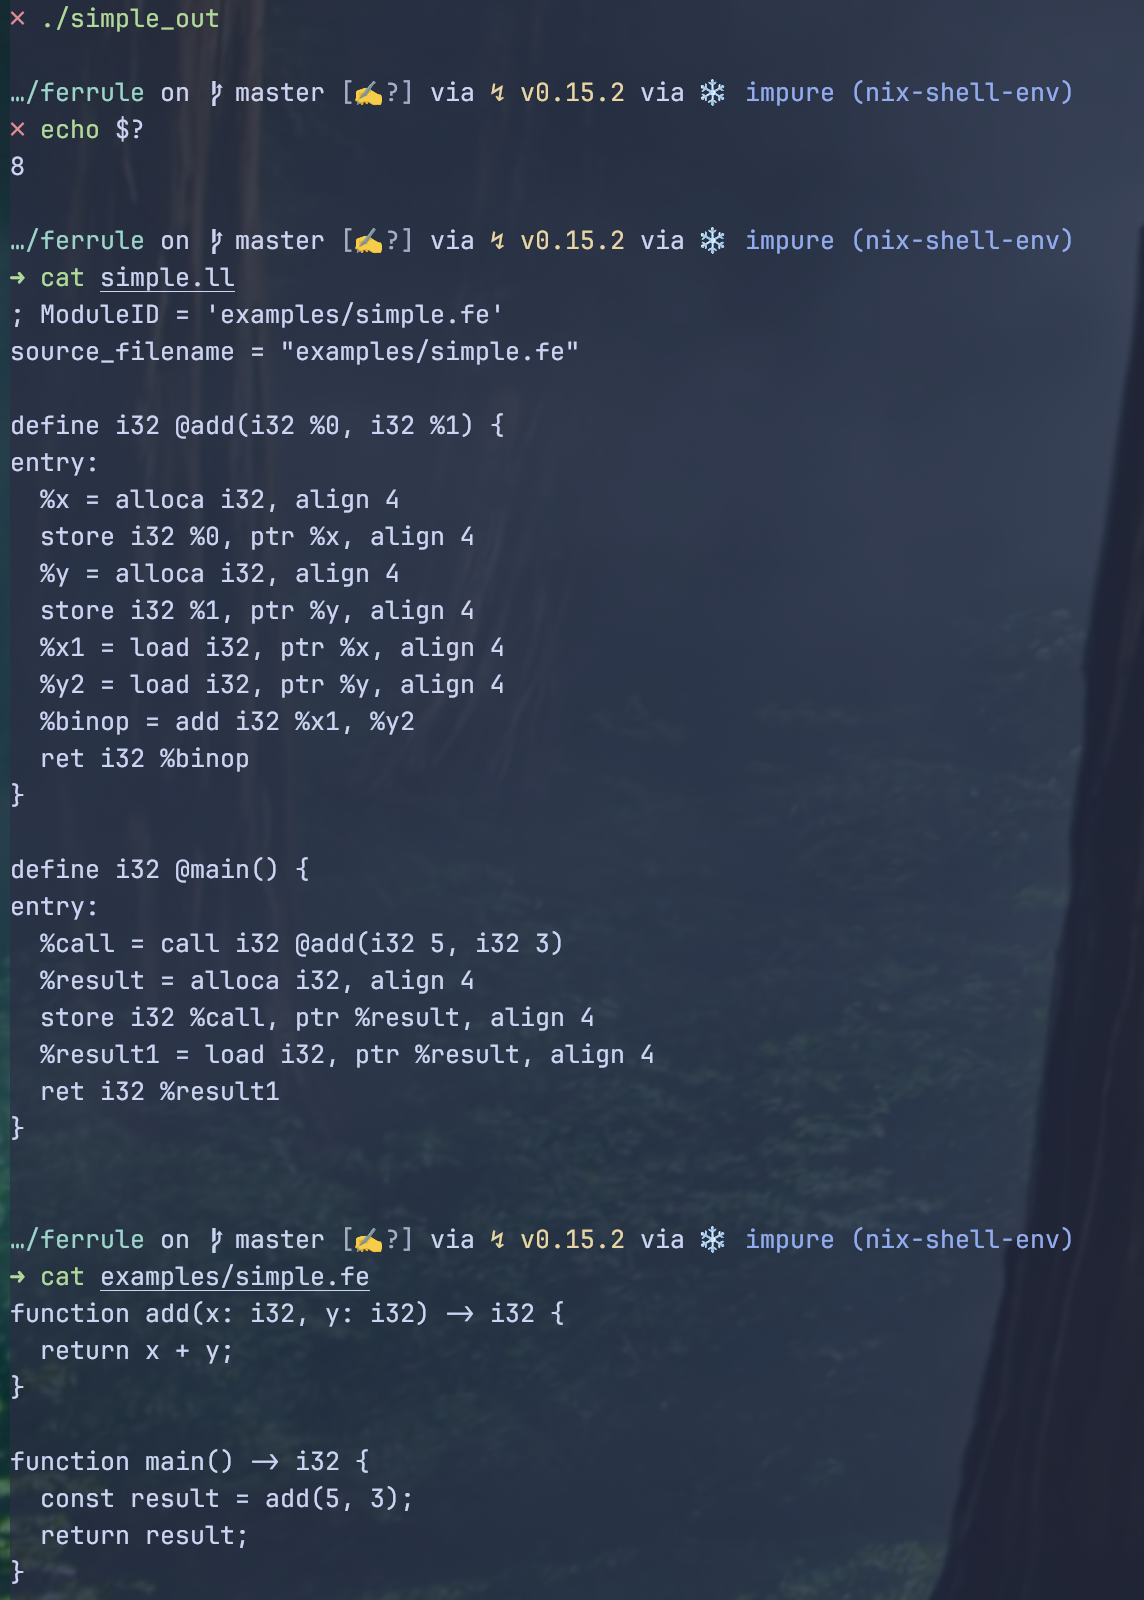 × ./simple_out
…/ferrule on master [✍?] via ↯ v0.15.2 via ❄ impure (nix-shell-env)
× echo $?
8
…/ferrule on master [✍?] via ↯ v0.15.2 via ❄ impure (nix-shell-env)
➜ cat simple.ll
; ModuleID = 'examples/simple.fe'
source_filename = "examples/simple.fe"
define i32 @add(i32 %0, i32 %1) {
entry:
  %x = alloca i32, align 4
  store i32 %0, ptr %x, align 4
  %y = alloca i32, align 4
  store i32 %1, ptr %y, align 4
  %x1 = load i32, ptr %x, align 4
  %y2 = load i32, ptr %y, align 4
  %binop = add i32 %x1, %y2
  ret i32 %binop
}
define i32 @main() {
entry:
  %call = call i32 @add(i32 5, i32 3)
  %result = alloca i32, align 4
  store i32 %call, ptr %result, align 4
  %result1 = load i32, ptr %result, align 4
  ret i32 %result1
}
…/ferrule on master [✍?] via ↯ v0.15.2 via ❄ impure (nix-shell-env)
➜ cat examples/simple.fe
function add(x: i32, y: i32) -> i32 {
  return x + y;
}
function main() -> i32 {
  const result = add(5, 3);
  return result;
}